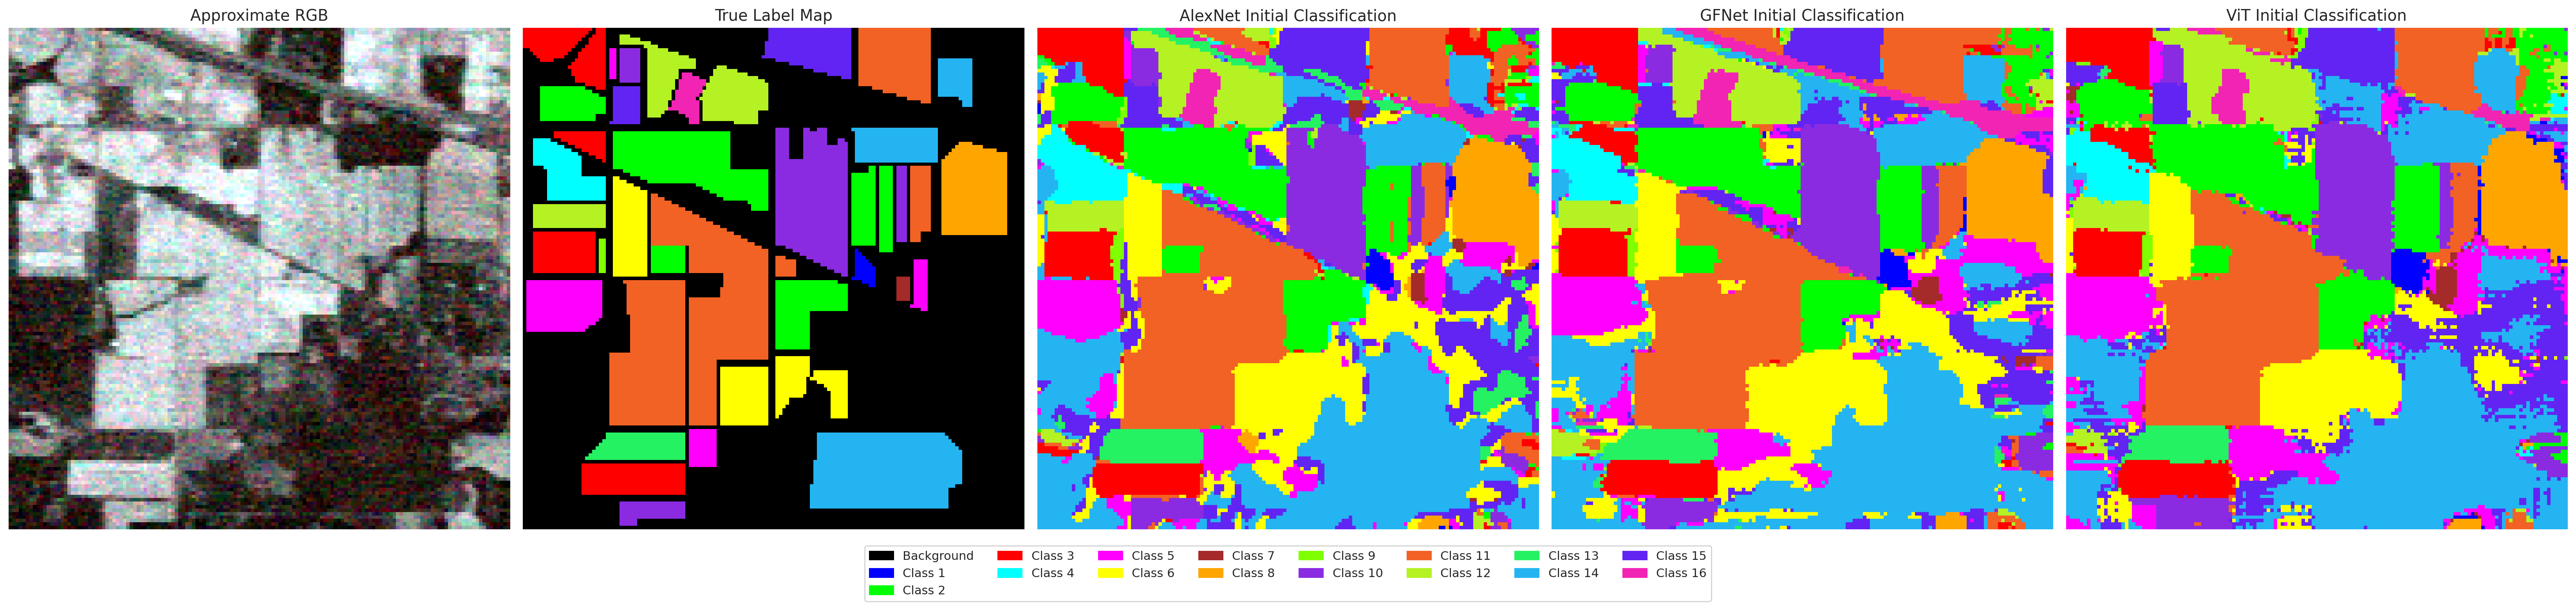 Approximate RGB
True Label Map
AlexNet Initial Classification
GFNet Initial Classification
ViT Initial Classification
Background
Class 1
Class 2
Class 3
Class 4
Class 5
Class 6
Class 7
Class 8
Class 9
Class 10
Class 11
Class 12
Class 13
Class 14
Class 15
Class 16